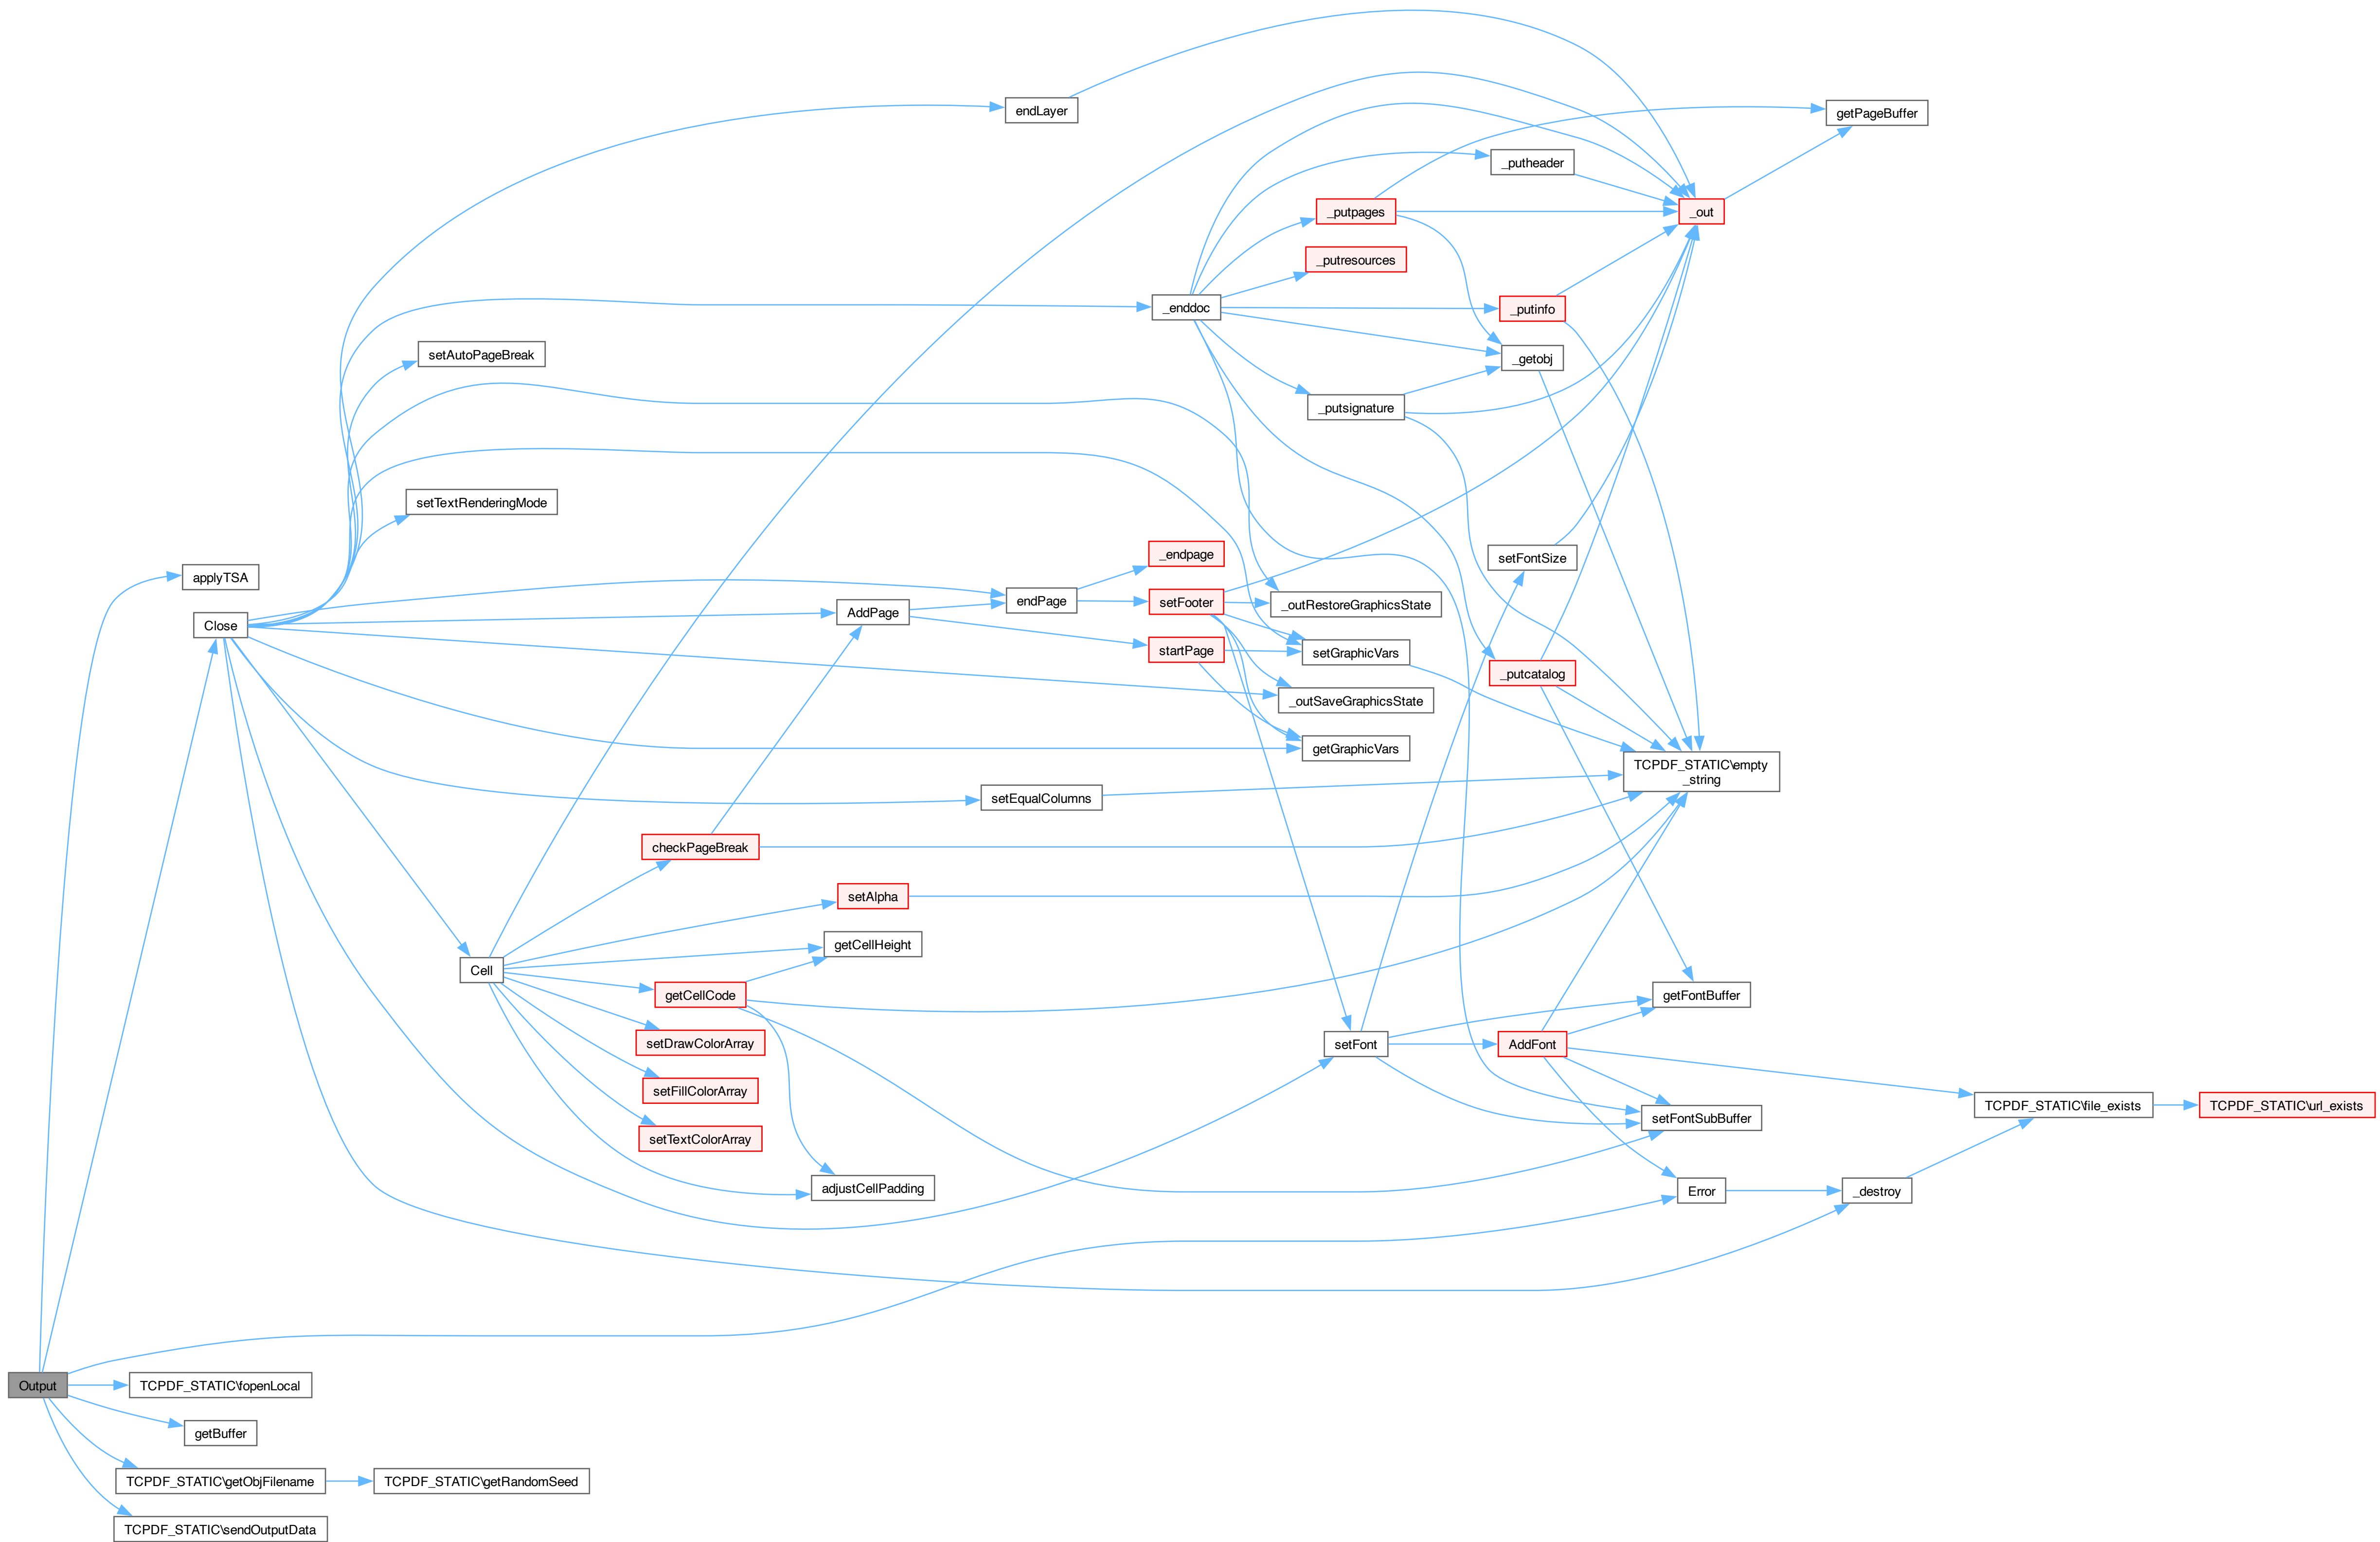 endLayer
getPageBuffer
_putheader
_putpages
_out
_putresources
_enddoc
_putinfo
setAutoPageBreak
_getobj
_putsignature
setTextRenderingMode
_endpage
setFontSize
applyTSA
endPage
setFooter
_outRestoreGraphicsState
AddPage
Close
startPage
setGraphicVars
_putcatalog
_outSaveGraphicsState
getGraphicVars
TCPDF_STATIC\empty
_string
setEqualColumns
checkPageBreak
setAlpha
getCellHeight
Cell
getCellCode
getFontBuffer
setDrawColorArray
setFont
AddFont
setFillColorArray
TCPDF_STATIC\file_exists
TCPDF_STATIC\url_exists
setFontSubBuffer
setTextColorArray
adjustCellPadding
Error
_destroy
Output
TCPDF_STATIC\fopenLocal
getBuffer
TCPDF_STATIC\getObjFilename
TCPDF_STATIC\getRandomSeed
TCPDF_STATIC\sendOutputData